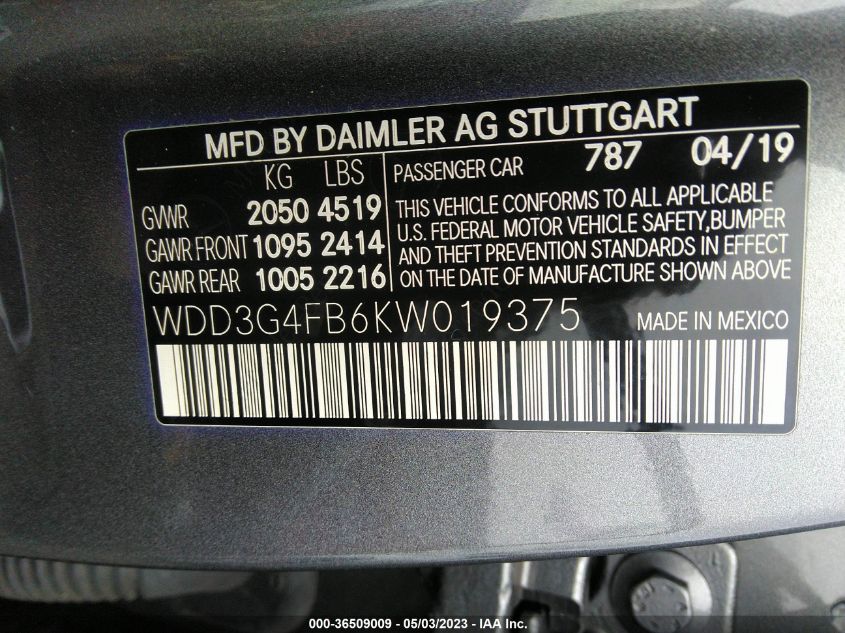 MFD BY DAIMLER AG STUTTGART
KG LBS
GVWR 2050 4519
GAWR FRONT 1095 2414
GAWR REAR 1005 2216
PASSENGER CAR 787 04/19
THIS VEHICLE CONFORMS TO ALL APPLICABLE
U.S. FEDERAL MOTOR VEHICLE SAFETY,BUMPER
AND THEFT PREVENTION STANDARDS IN EFFECT
ON THE DATE OF MANUFACTURE SHOWN ABOVE
WDD3G4FB6KW019375 MADE IN MEXICO
000-36509009 - 05/03/2023 - IAA Inc.